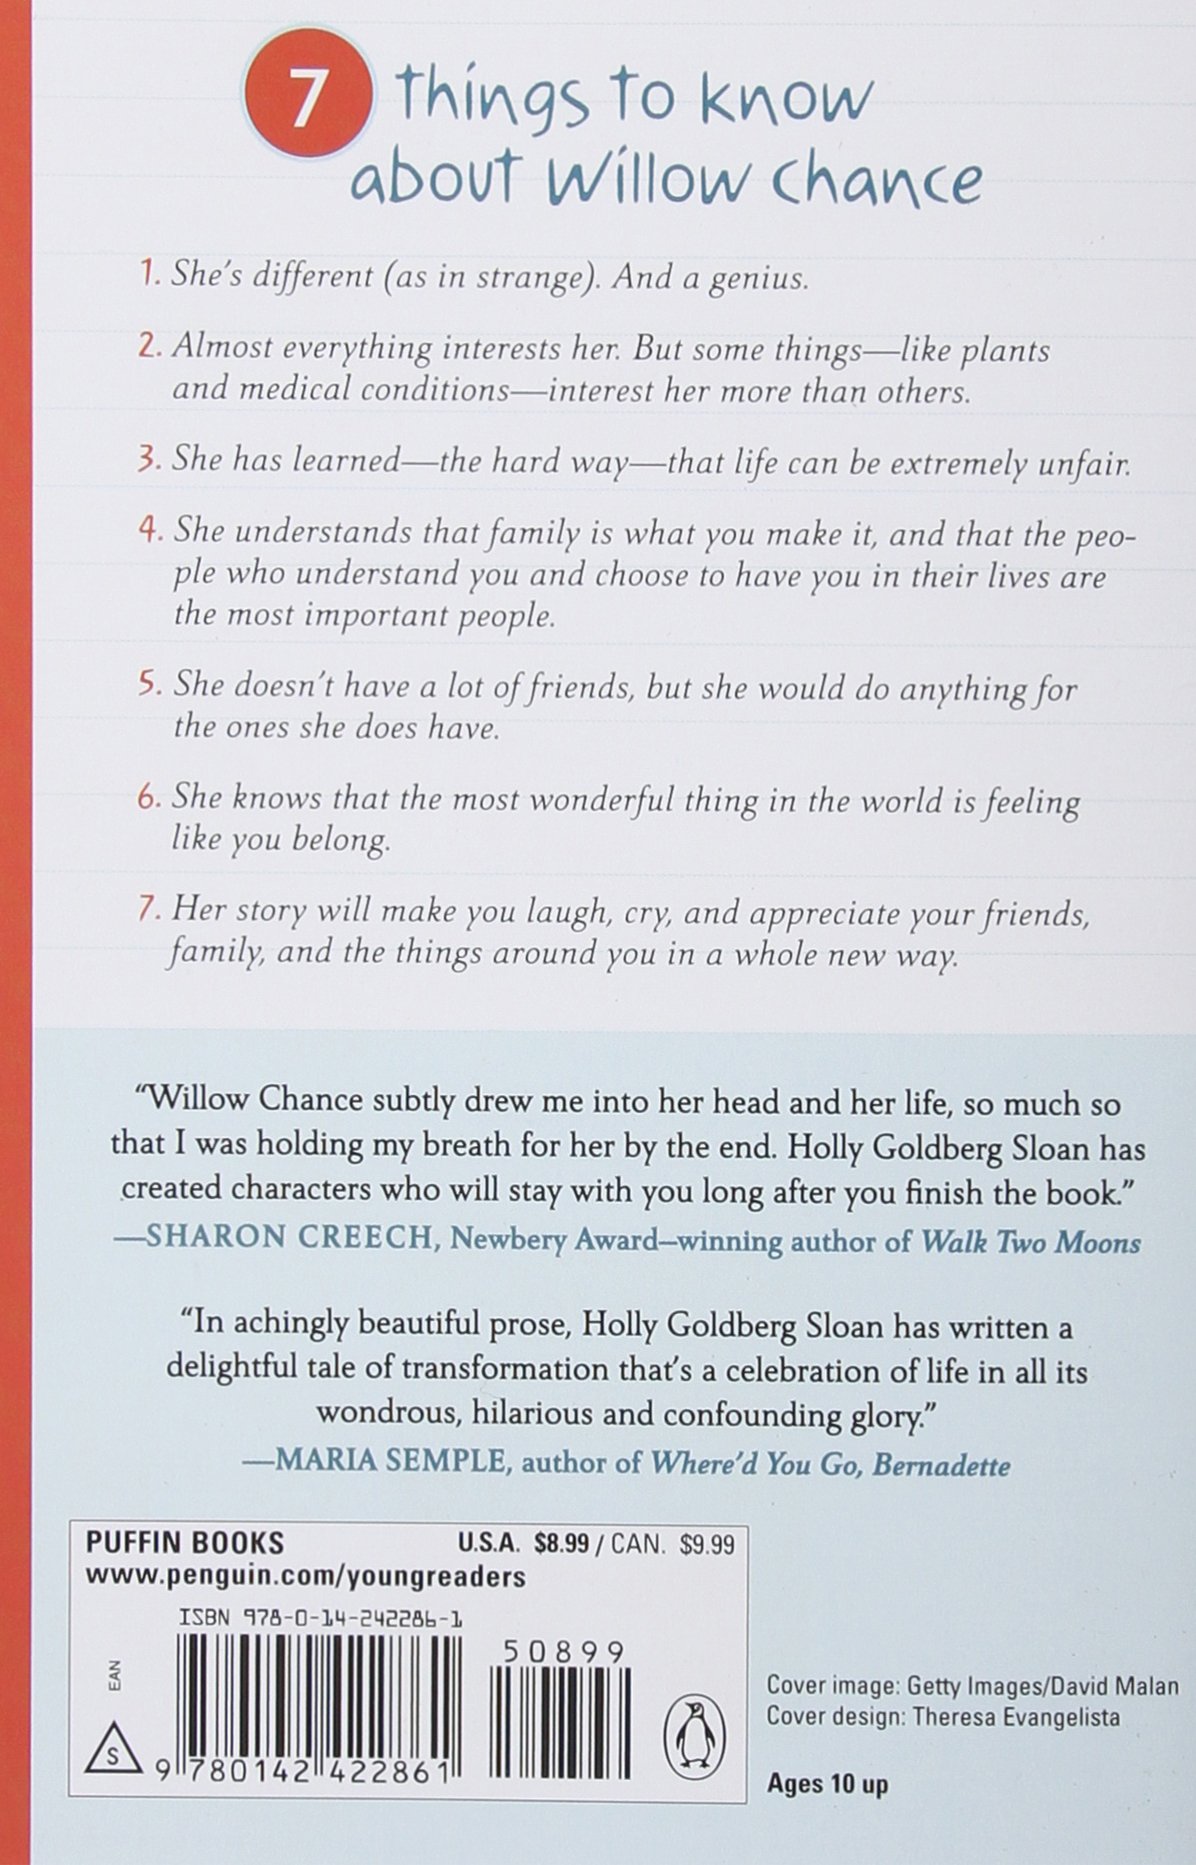 7 things to know
about Willow Chance
1. She's different (as in strange). And a genius.
2. Almost everything interests her. But some things—like plants
and medical conditions—interest her more than others.
3. She has learned—the hard way—that life can be extremely unfair.
4. She understands that family is what you make it, and that the peo-
ple who understand you and choose to have you in their lives are
the most important people.
5. She doesn't have a lot of friends, but she would do anything for
the ones she does have.
6. She knows that the most wonderful thing in the world is feeling
like you belong.
7. Her story will make you laugh, cry, and appreciate your friends,
family, and the things around you in a whole new way.
“Willow Chance subtly drew me into her head and her life, so much so
that I was holding my breath for her by the end. Holly Goldberg Sloan has
created characters who will stay with you long after you finish the book.”
—SHARON CREECH, Newbery Award–winning author of Walk Two Moons
“In achingly beautiful prose, Holly Goldberg Sloan has written a
delightful tale of transformation that's a celebration of life in all its
wondrous, hilarious and confounding glory.”
—MARIA SEMPLE, author of Where'd You Go, Bernadette
PUFFIN BOOKS U.S.A. $8.99 / CAN. $9.99
www.penguin.com/youngreaders
ISBN 978-0-14-242286-1
50899
EAN
S
9 780142 422861
Cover image: Getty Images/David Malan
Cover design: Theresa Evangelista
Ages 10 up